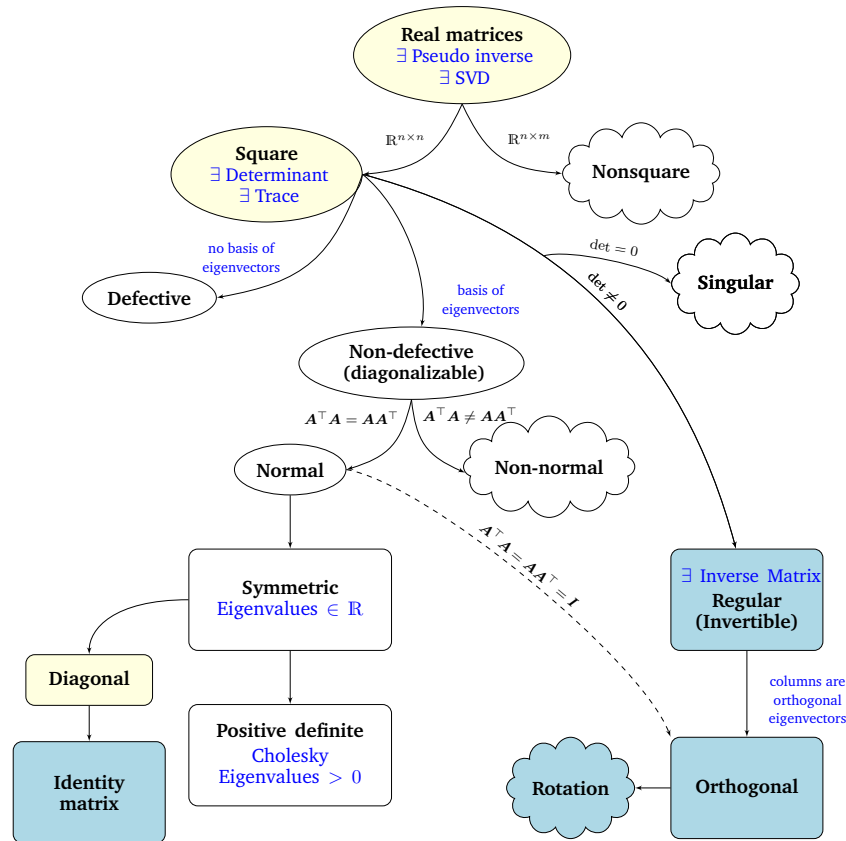 Real matrices
∃ Pseudo inverse
∃ SVD
ℝⁿˣⁿ
ℝⁿˣᵐ
Square
∃ Determinant
∃ Trace
Nonsquare
no basis of
eigenvectors
det = 0
Singular
det ≠ 0
Defective
basis of
eigenvectors
Non-defective
(diagonalizable)
A⊤A = AA⊤
A⊤A ≠ AA⊤
Normal
Non-normal
A⊤A = AA⊤ = I
Symmetric
Eigenvalues ∈ ℝ
∃ Inverse Matrix
Regular
(Invertible)
Diagonal
columns are
orthogonal
eigenvectors
Positive definite
Cholesky
Eigenvalues > 0
Identity
matrix
Rotation
Orthogonal